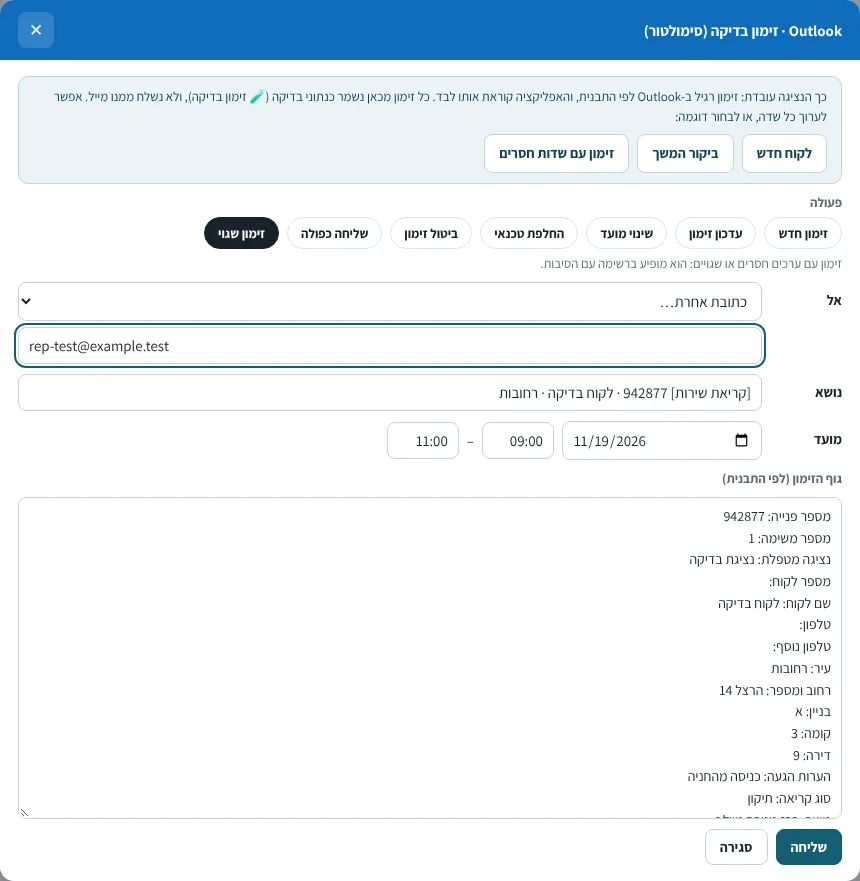 Outlook · זימון בדיקה (סימולטור)
×
כך הנציגה עובדת: זימון רגיל ב-Outlook לפי התבנית, והאפליקציה קוראת אותו לבד. כל זימון מכאן נשמר כנתוני בדיקה (🧪 זימון בדיקה), ולא נשלח ממנו מייל. אפשר
לערוך כל שדה, או לבחור דוגמה:
לקוח חדש
ביקור המשך
זימון עם שדות חסרים
פעולה
זימון חדש
עדכון זימון
שינוי מועד
החלפת טכנאי
ביטול זימון
שליחה כפולה
זימון שגוי
זימון עם ערכים חסרים או שגויים: הוא מופיע ברשימה עם הסיבות.
אל
כתובת אחרת…
rep-test@example.test
נושא
[קריאת שירות] 942877 · לקוח בדיקה · רחובות
מועד
11/19/2026
09:00
–
11:00
גוף הזימון (לפי התבנית)
מספר פנייה: 942877
מספר משימה: 1
נציגה מטפלת: נציגת בדיקה
מספר לקוח:
שם לקוח: לקוח בדיקה
טלפון:
טלפון נוסף:
עיר: רחובות
רחוב ומספר: הרצל 14
בניין: א
קומה: 3
דירה: 9
הערות הגעה: כניסה מהחניה
סוג קריאה: תיקון
שליחה
סגירה